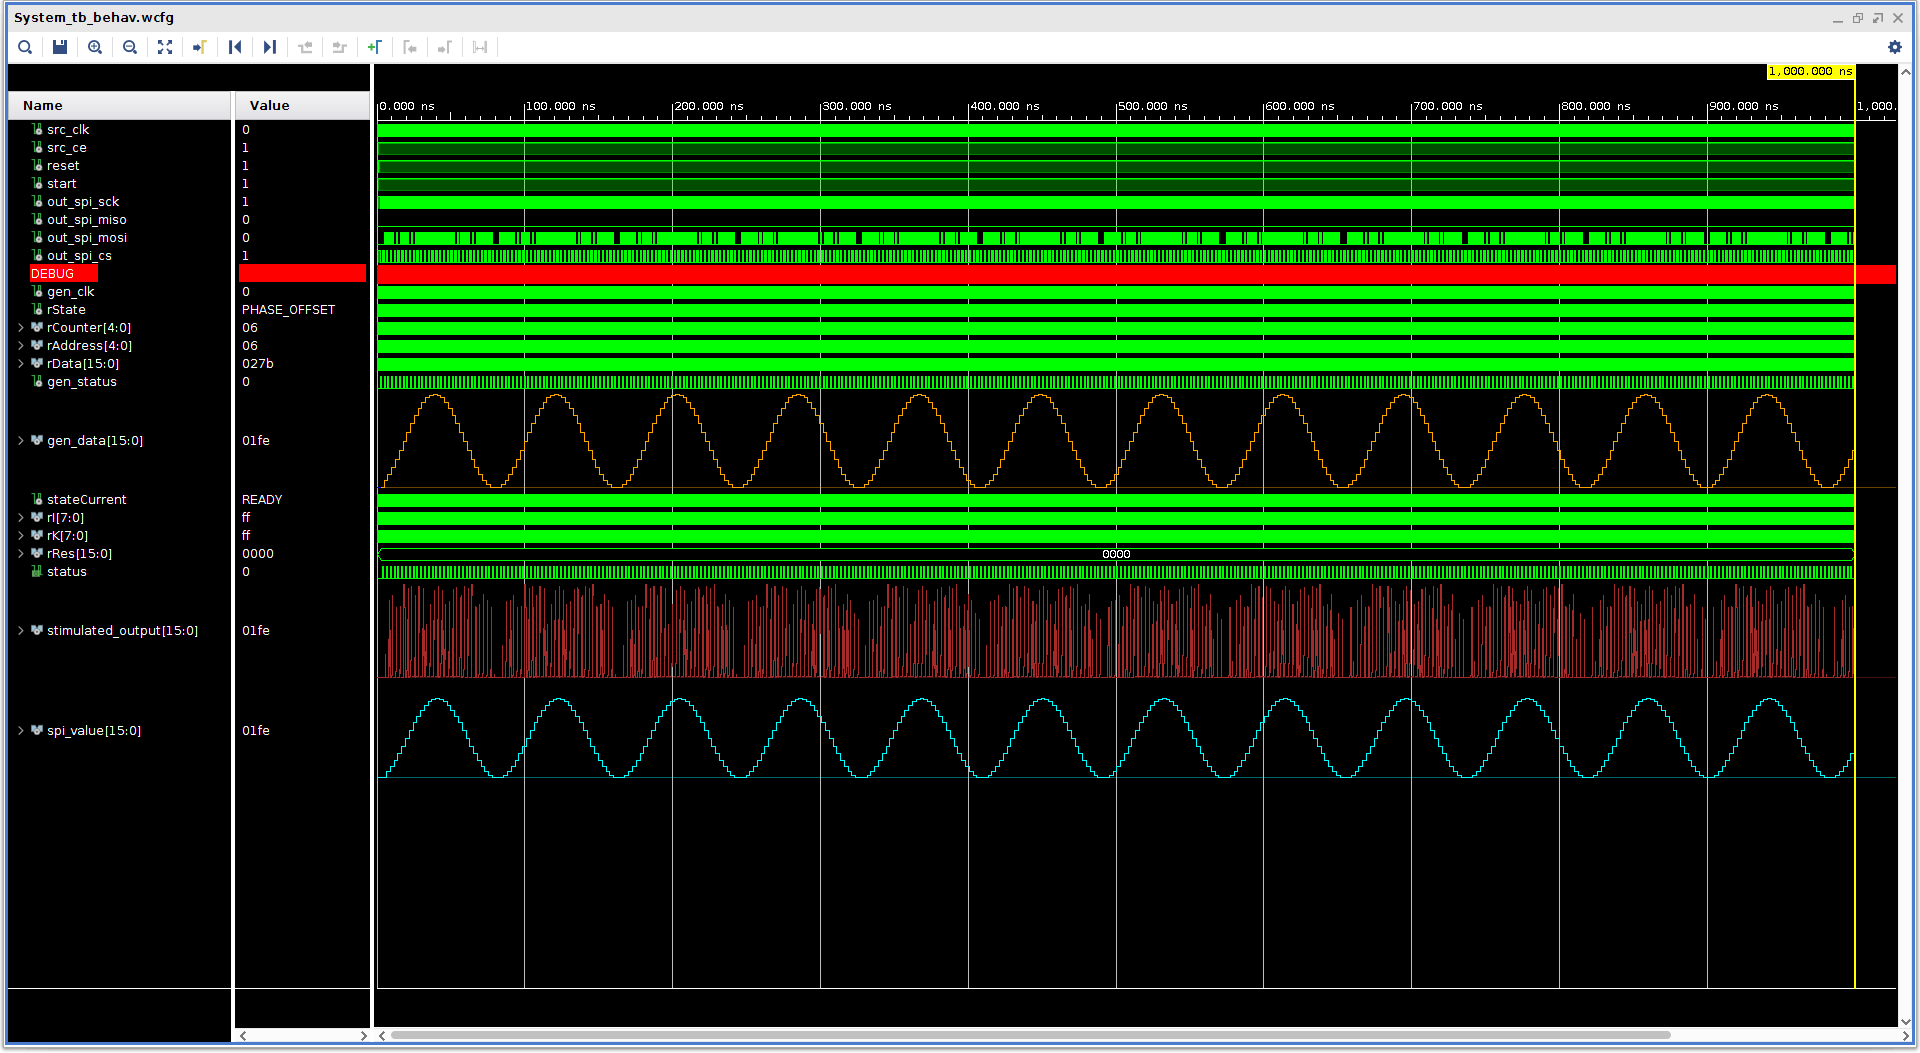 System_tb_behav.wcfg
1,000.000 ns
Name Value
0.000 ns 100.000 ns 200.000 ns 300.000 ns 400.000 ns 500.000 ns 600.000 ns 700.000 ns 800.000 ns 900.000 ns 1,000.
src_clk 0
src_ce 1
reset 1
start 1
out_spi_sck 1
out_spi_miso 0
out_spi_mosi 0
out_spi_cs 1
DEBUG
gen_clk 0
rState PHASE_OFFSET
rCounter[4:0] 06
rAddress[4:0] 06
rData[15:0] 027b
gen_status 0
gen_data[15:0] 01fe
stateCurrent READY
rI[7:0] ff
rK[7:0] ff
rRes[15:0] 0000 0000
status 0
stimulated_output[15:0] 01fe
spi_value[15:0] 01fe